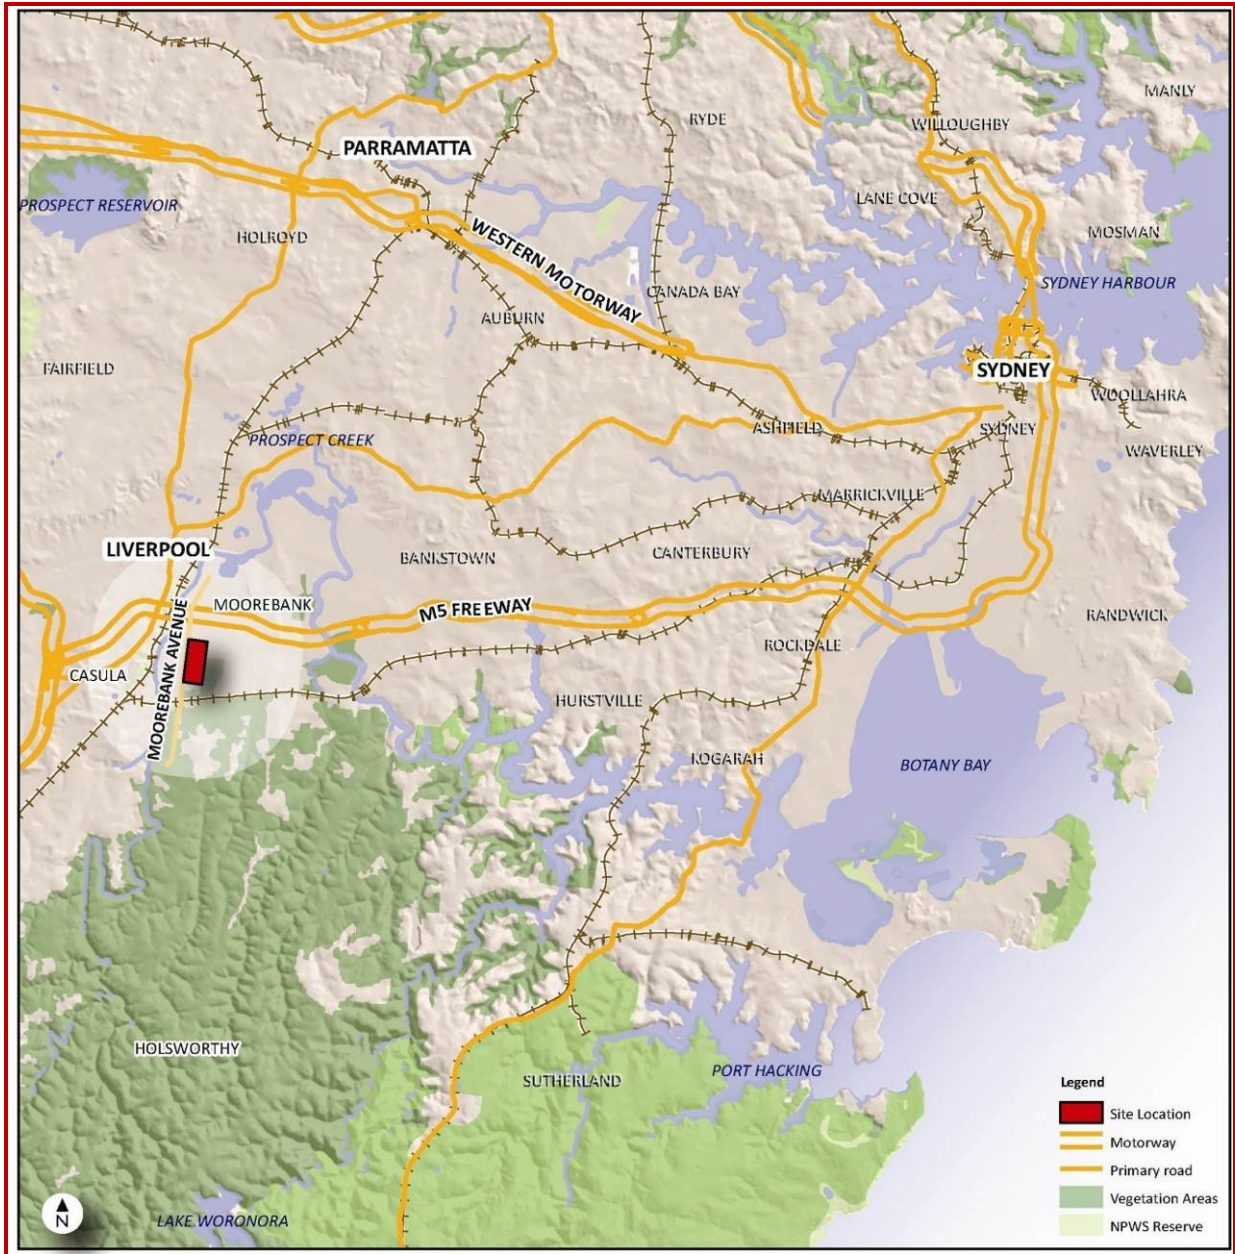 MANLY
RYDE
WILLOUGHBY
PARRAMATTA
PROSPECT RESERVOIR
LANE COVE
HOLROYD
MOSMAN
WESTERN MOTORWAY
SYDNEY HARBOUR
CANADA BAY
AUBURN
FAIRFIELD
SYDNEY
WOOLLAHRA
PROSPECT CREEK
ASHFIELD
SYDNEY
WAVERLEY
MARRICKVILLE
LIVERPOOL
BANKSTOWN
CANTERBURY
MOOREBANK
M5 FREEWAY
RANDWICK
ROCKDALE
CASULA
MOOREBANK AVENUE
HURSTVILLE
KOGARAH
BOTANY BAY
HOLSWORTHY
SUTHERLAND
PORT HACKING
LAKE WORONORA
N
Legend
Site Location
Motorway
Primary road
Vegetation Areas
NPWS Reserve